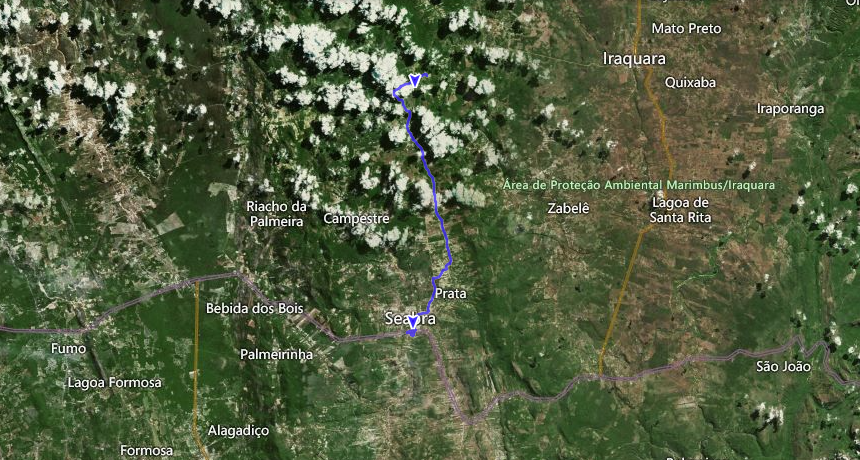 Mato Preto
Iraquara
Quixaba
Iraporanga
Área de Proteção Ambiental Marimbus/Iraquara
Riacho da
Palmeira
Campestre
Zabelê
Lagoa de
Santa Rita
Prata
Bebida dos Bois
Seabra
Fumo
Palmeirinha
São João
Lagoa Formosa
Alagadiço
Formosa